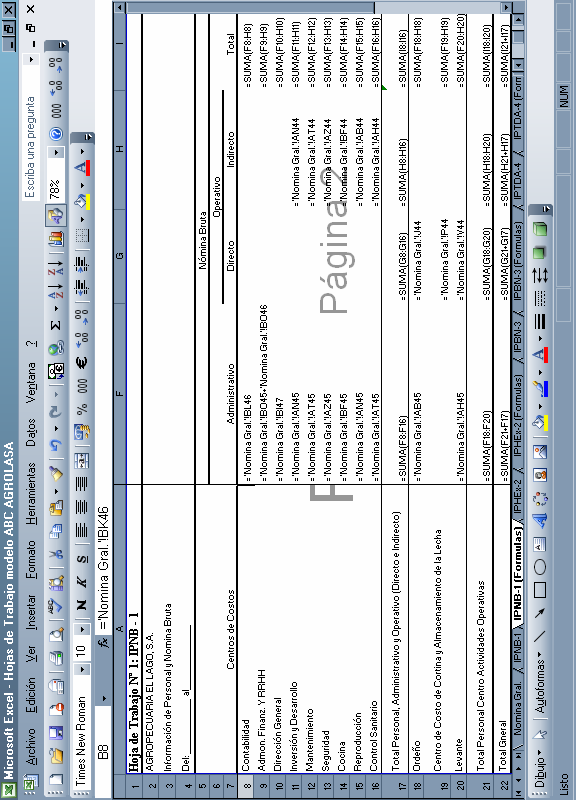 Microsoft Excel - Hojas de Trabajo modelo ABC AGROLASA
Archivo Edición Ver Insertar Formato Herramientas Datos Ventana ? Escriba una pregunta
78%
Times New Roman 10 N K S % 000 €
B8 fx ='Nomina Gral.'!BK46
A F G H I
1 Hoja de Trabajo N° 1: IPNB - 1
2 AGROPECUARIA EL LAGO, S.A.
3 Información de Personal y Nomina Bruta
4 Del:____al____
5 Nómina Bruta
6 Operativo
7 Centros de Costos Administrativo Directo Indirecto Total
8 Contabilidad ='Nomina Gral.'!BL46 =SUMA(F8:H8)
9 Admon. Finanz. Y RRHH ='Nomina Gral.'!BO45+'Nomina Gral.'!BO46 =SUMA(F9:H9)
10 Dirección General ='Nomina Gral.'!BI47 =SUMA(F10:H10)
11 Inversión y Desarrollo ='Nomina Gral.'!AN45 ='Nomina Gral.'!AN44 =SUMA(F11:H11)
12 Mantenimiento ='Nomina Gral.'!AT45 ='Nomina Gral.'!AT44 =SUMA(F12:H12)
13 Seguridad ='Nomina Gral.'!AZ45 ='Nomina Gral.'!AZ44 =SUMA(F13:H13)
14 Cocina ='Nomina Gral.'!BF45 ='Nomina Gral.'!BF44 =SUMA(F14:H14)
15 Reproducción ='Nomina Gral.'!AN45 ='Nomina Gral.'!AB44 =SUMA(F15:H15)
16 Control Sanitario ='Nomina Gral.'!AT45 ='Nomina Gral.'!AH44 =SUMA(F16:H16)
17 Total Personal, Administrativo y Operativo (Directo e Indirecto) =SUMA(F8:F16) =SUMA(G8:G16) =SUMA(H8:H16) =SUMA(I8:I16)
18 Ordeño ='Nomina Gral.'!AB45 ='Nomina Gral.'!J44 =SUMA(F18:H18)
19 Centro de Costo de Cortina y Almacenamiento de la Lecha ='Nomina Gral.'!P44 =SUMA(F19:H19)
20 Levante ='Nomina Gral.'!AH45 ='Nomina Gral.'!V44 =SUMA(F20:H20)
21 Total Personal Centro Actividades Operativas =SUMA(F18:F20) =SUMA(G18:G20) =SUMA(H18:H20) =SUMA(I18:I20)
22 Total General =SUMA(F21+F17) =SUMA(G21+G17) =SUMA(H21+H17) =SUMA(I21+I17)
Página 2
Nomina Gral. IPNB-1 IPNB-1 (Formulas) IPHEx-2 IPHEx-2 (Formulas) IPBN-3 IPBN-3 (Formulas) IPTDA-4 IPTDA-4 (Form
Dibujo Autoformas
Listo NUM